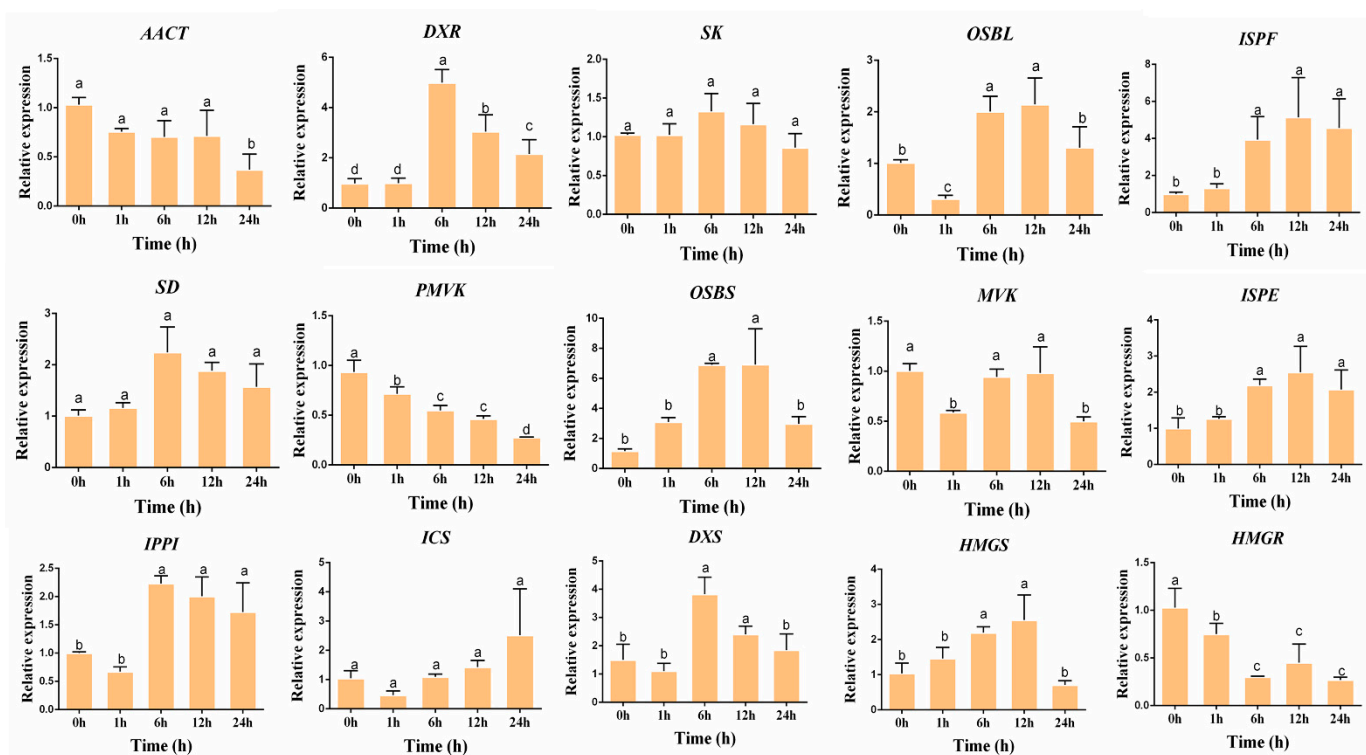 AACT
Relative expression
1.5
1.0
0.5
0.0
a
a
a
a
b
0h 1h 6h 12h 24h
Time (h)
DXR
Relative expression
6
4
2
0
d
d
a
b
c
0h 1h 6h 12h 24h
Time (h)
SK
Relative expression
2.0
1.5
1.0
0.5
0.0
a
a
a
a
a
0h 1h 6h 12h 24h
Time (h)
OSBL
Relative expression
3
2
1
0
b
c
a
a
b
0h 1h 6h 12h 24h
Time (h)
ISPF
Relative expression
8
6
4
2
0
b
b
a
a
a
0h 1h 6h 12h 24h
Time (h)
SD
Relative expression
3
2
1
0
a
a
a
a
a
0h 1h 6h 12h 24h
Time (h)
PMVK
Relative expression
1.5
1.0
0.5
0.0
a
b
c
c
d
0h 1h 6h 12h 24h
Time (h)
OSBS
Relative expression
10
8
6
4
2
0
b
b
a
a
b
0h 1h 6h 12h 24h
Time (h)
MVK
Relative expression
1.5
1.0
0.5
0.0
a
b
a
a
b
0h 1h 6h 12h 24h
Time (h)
ISPE
Relative expression
4
3
2
1
0
b
b
a
a
a
0h 1h 6h 12h 24h
Time (h)
IPPI
Relative expression
2.5
2.0
1.5
1.0
0.5
0.0
b
b
a
a
a
0h 1h 6h 12h 24h
Time (h)
ICS
Relative expression
5
4
3
2
1
0
a
a
a
a
a
0h 1h 6h 12h 24h
Time (h)
DXS
Relative expression
5
4
3
2
1
0
b
b
a
b
b
0h 1h 6h 12h 24h
Time (h)
HMGS
Relative expression
4
3
2
1
0
b
b
a
a
b
0h 1h 6h 12h 24h
Time (h)
HMGR
Relative expression
1.5
1.0
0.5
0.0
a
b
c
c
c
0h 1h 6h 12h 24h
Time (h)